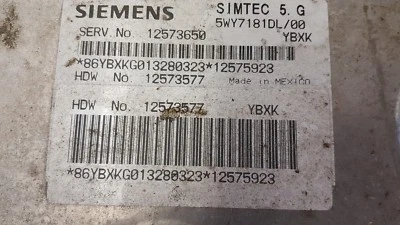 SIEMENS SIMTEC 5. G
5WY7181DL/00
SERV. No. 12573650 YBXK
*86YBXKG013280323*12575923
HDW No. 12573577 Made in MEXICO
HDW No. 12573577 YBXK
*86YBXKG013280323*12575923